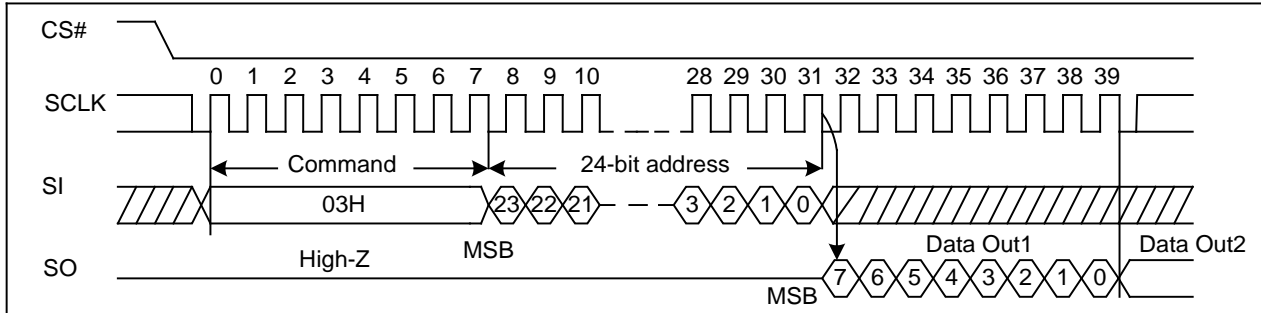 CS#
0 1 2 3 4 5 6 7 8 9 10 28 29 30 31 32 33 34 35 36 37 38 39
SCLK
Command 24-bit address
SI
03H 23 22 21 3 2 1 0
High-Z MSB Data Out1 Data Out2
SO
MSB 7 6 5 4 3 2 1 0